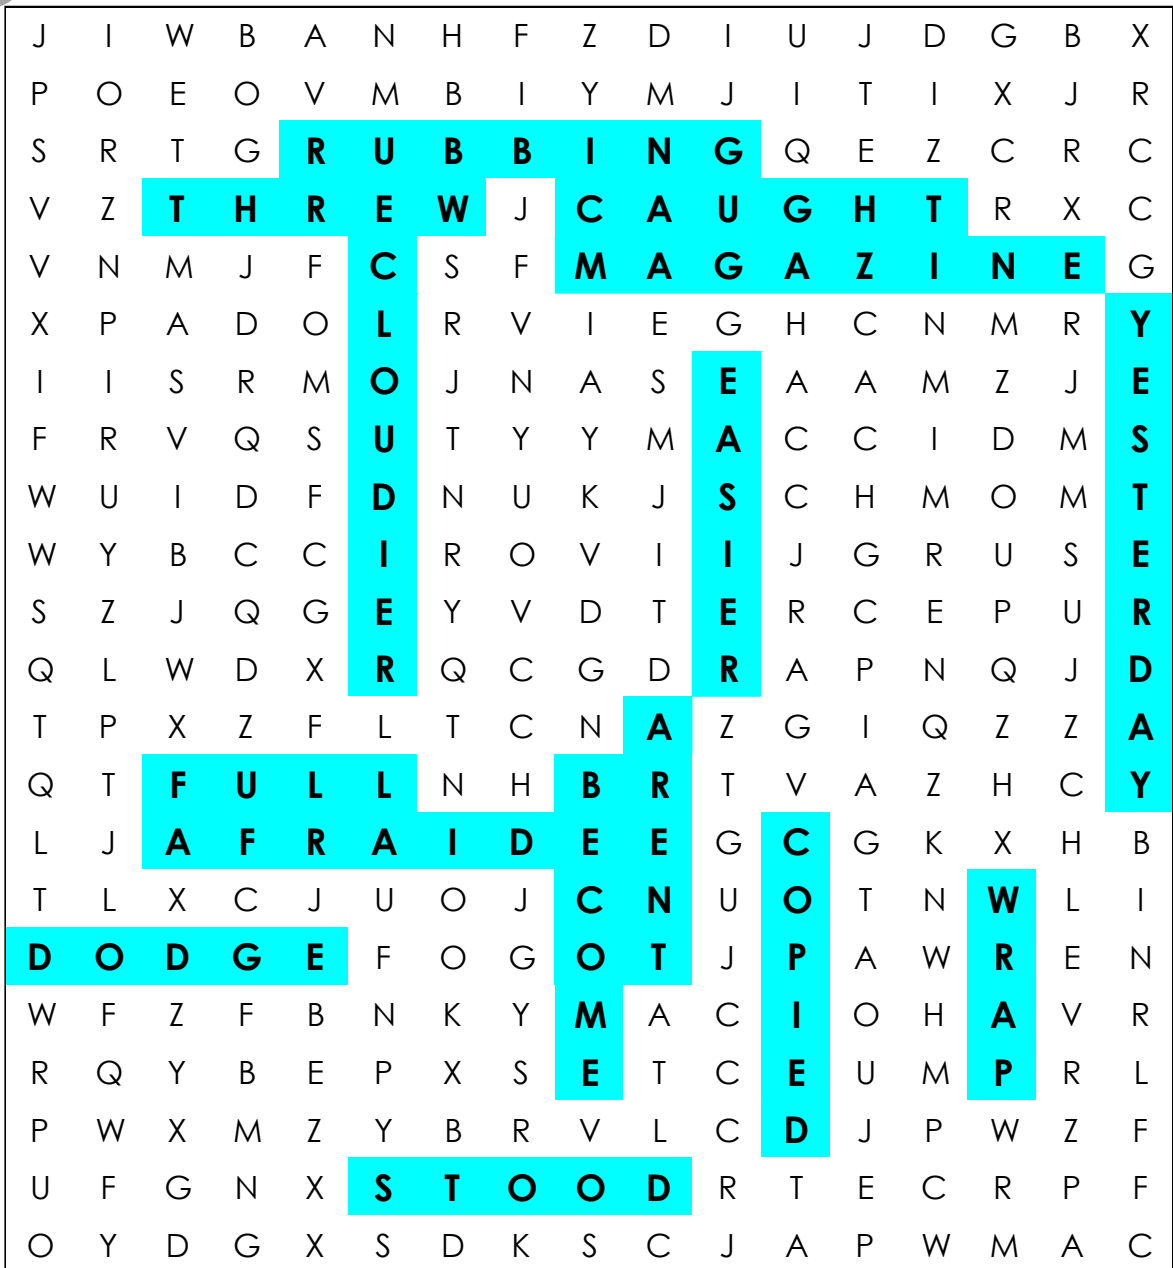 J I W B A N H F Z D I U J D G B X
P O E O V M B I Y M J I T I X J R
S R T G R U B B I N G Q E Z C R C
V Z T H R E W J C A U G H T R X C
V N M J F C S F M A G A Z I N E G
X P A D O L R V I E G H C N M R Y
I I S R M O J N A S E A A M Z J E
F R V Q S U T Y Y M A C C I D M S
W U I D F D N U K J S C H M O M T
W Y B C C I R O V I I J G R U S E
S Z J Q G E Y V D T E R C E P U R
Q L W D X R Q C G D R A P N Q J D
T P X Z F L T C N A Z G I Q Z Z A
Q T F U L L N H B R T V A Z H C Y
L J A F R A I D E E G C G K X H B
T L X C J U O J C N U O T N W L I
D O D G E F O G O T J P A W R E N
W F Z F B N K Y M A C I O H A V R
R Q Y B E P X S E T C E U M P R L
P W X M Z Y B R V L C D J P W Z F
U F G N X S T O O D R T E C R P F
O Y D G X S D K S C J A P W M A C